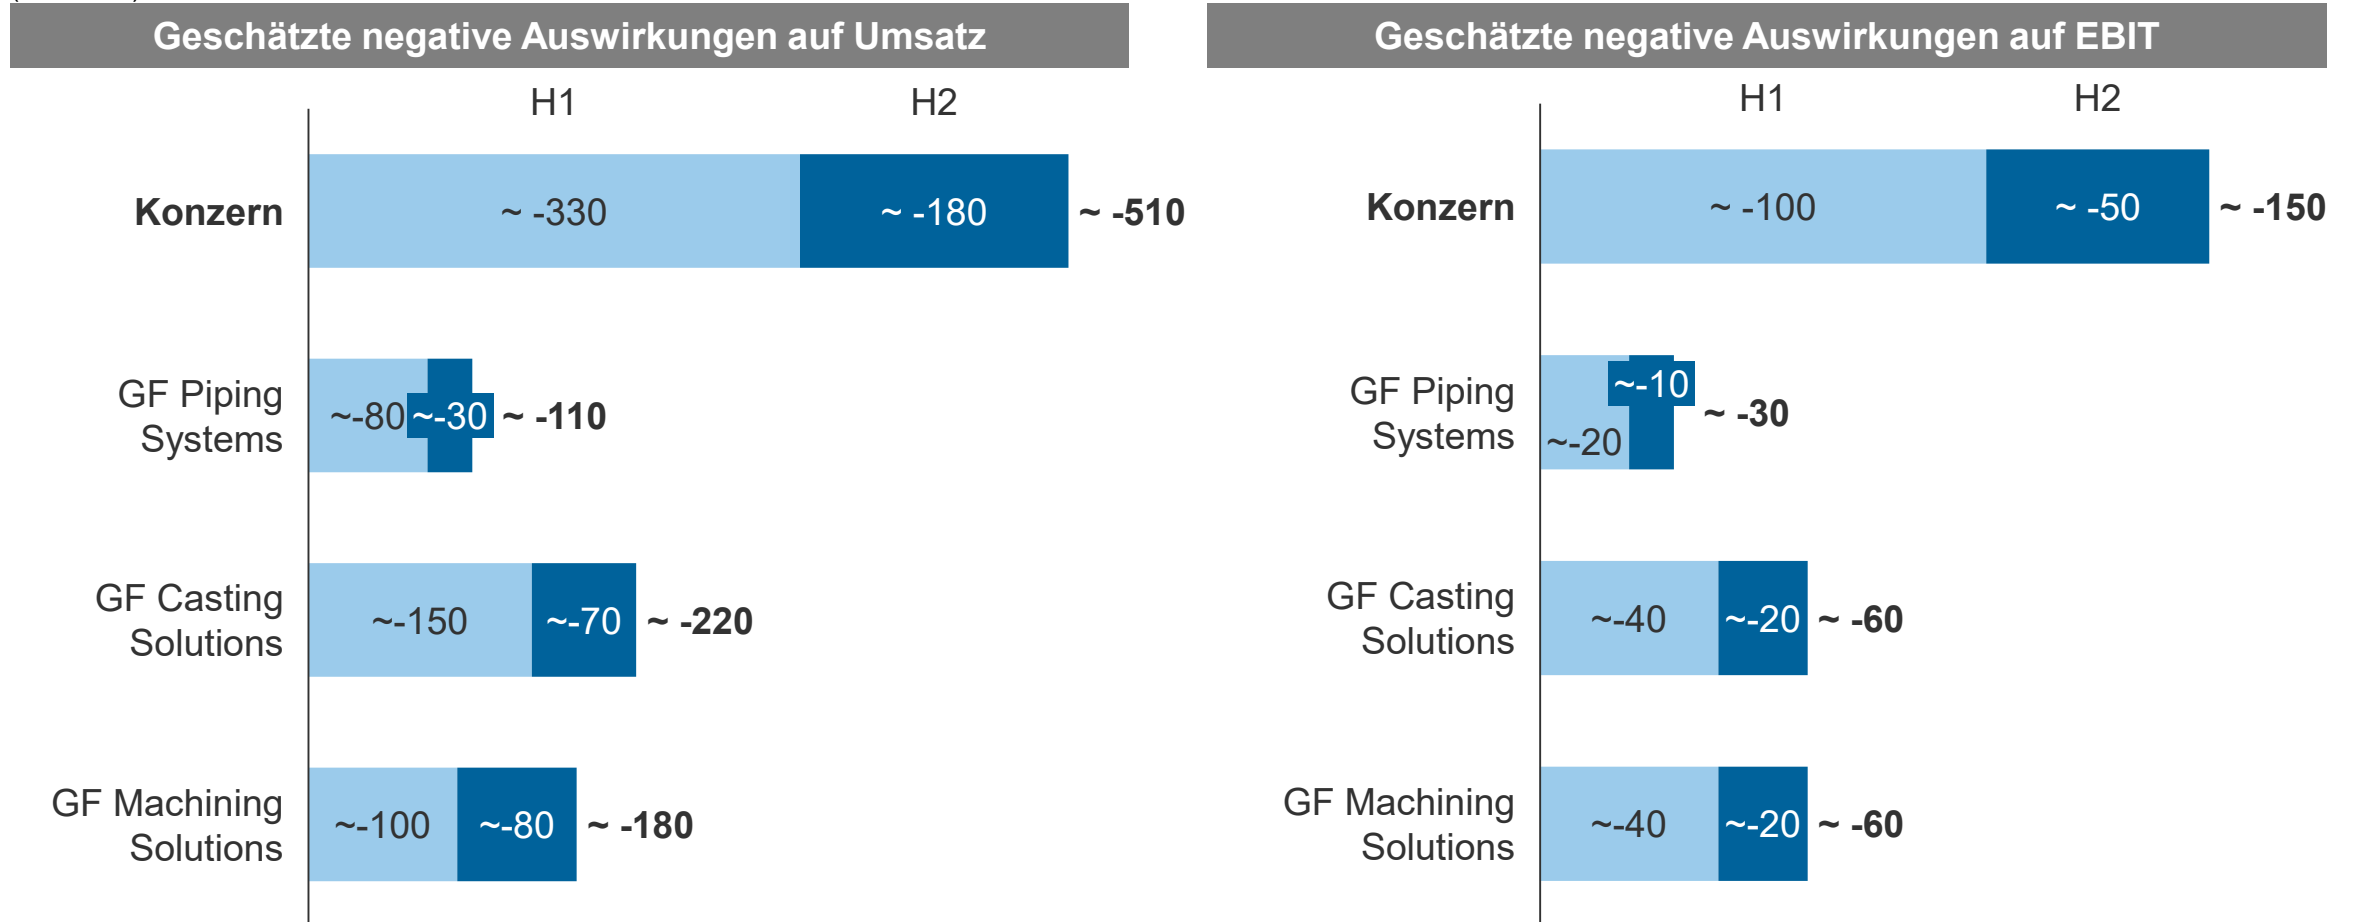 Geschätzte negative Auswirkungen auf Umsatz
H1 H2
Konzern ~ -330 ~ -180 ~ -510
GF Piping
Systems
~-80 ~-30 ~ -110
GF Casting
Solutions
~-150 ~-70 ~ -220
GF Machining
Solutions
~-100 ~-80 ~ -180
Geschätzte negative Auswirkungen auf EBIT
H1 H2
Konzern ~ -100 ~ -50 ~ -150
GF Piping
Systems
~-20 ~-10 ~ -30
GF Casting
Solutions
~-40 ~-20 ~ -60
GF Machining
Solutions
~-40 ~-20 ~ -60